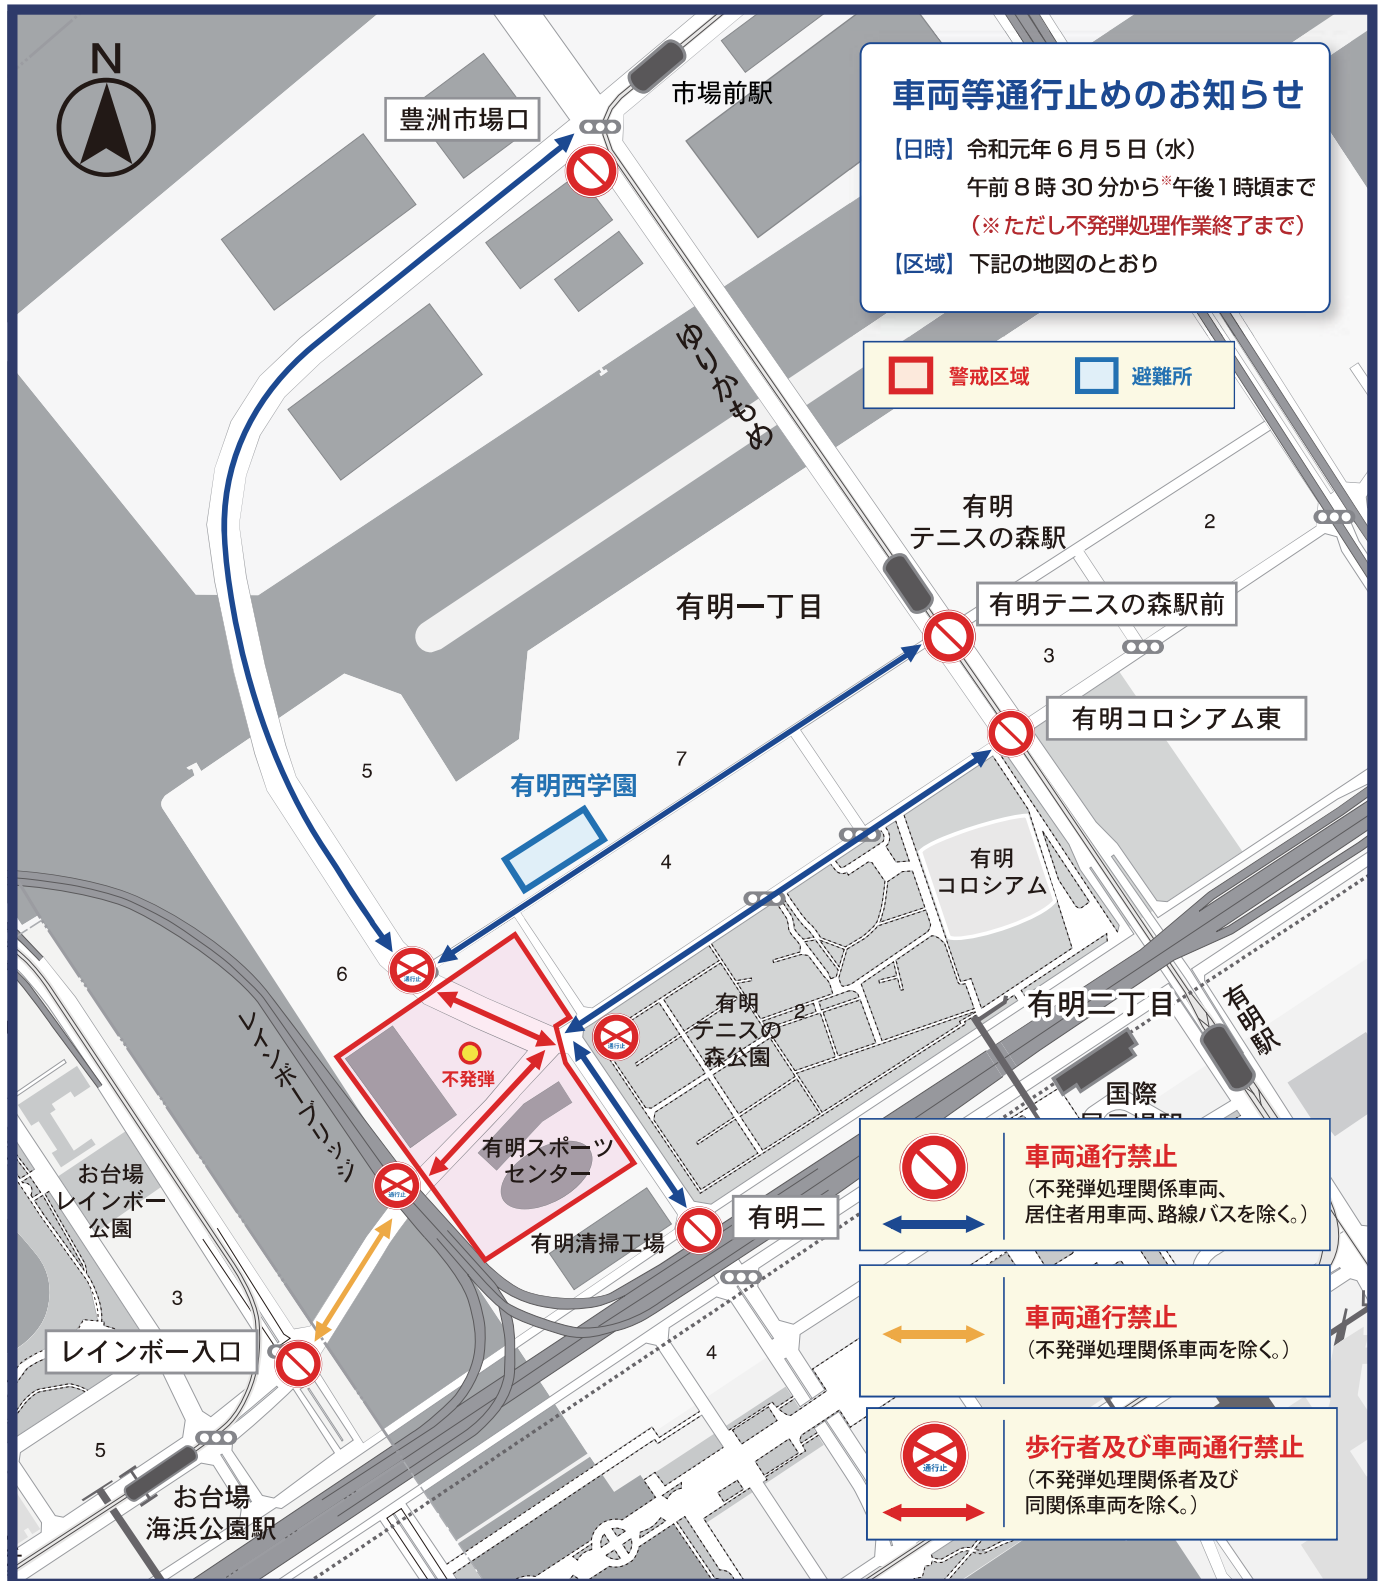 N
豊洲市場口
市場前駅
車両等通行止めのお知らせ
【日時】令和元年6月5日（水）
午前8時30分から※午後1時頃まで
（※ただし不発弾処理作業終了まで）
【区域】下記の地図のとおり
警戒区域
避難所
ゆりかもめ
有明
テニスの森駅
2
有明一丁目
有明テニスの森駅前
3
有明コロシアム東
5
7
有明西学園
4
有明
コロシアム
6
レインボーブリッジ
不発弾
有明
テニスの
森公園
2
有明二丁目
有明駅
国際
有明スポーツ
センター
お台場
レインボー
公園
有明二
有明清掃工場
3
レインボー入口
4
5
お台場
海浜公園駅
通行止
通行止
通行止
車両通行禁止
（不発弾処理関係車両、
居住者用車両、路線バスを除く。）
車両通行禁止
（不発弾処理関係車両を除く。）
通行止
歩行者及び車両通行禁止
（不発弾処理関係者及び
同関係車両を除く。）